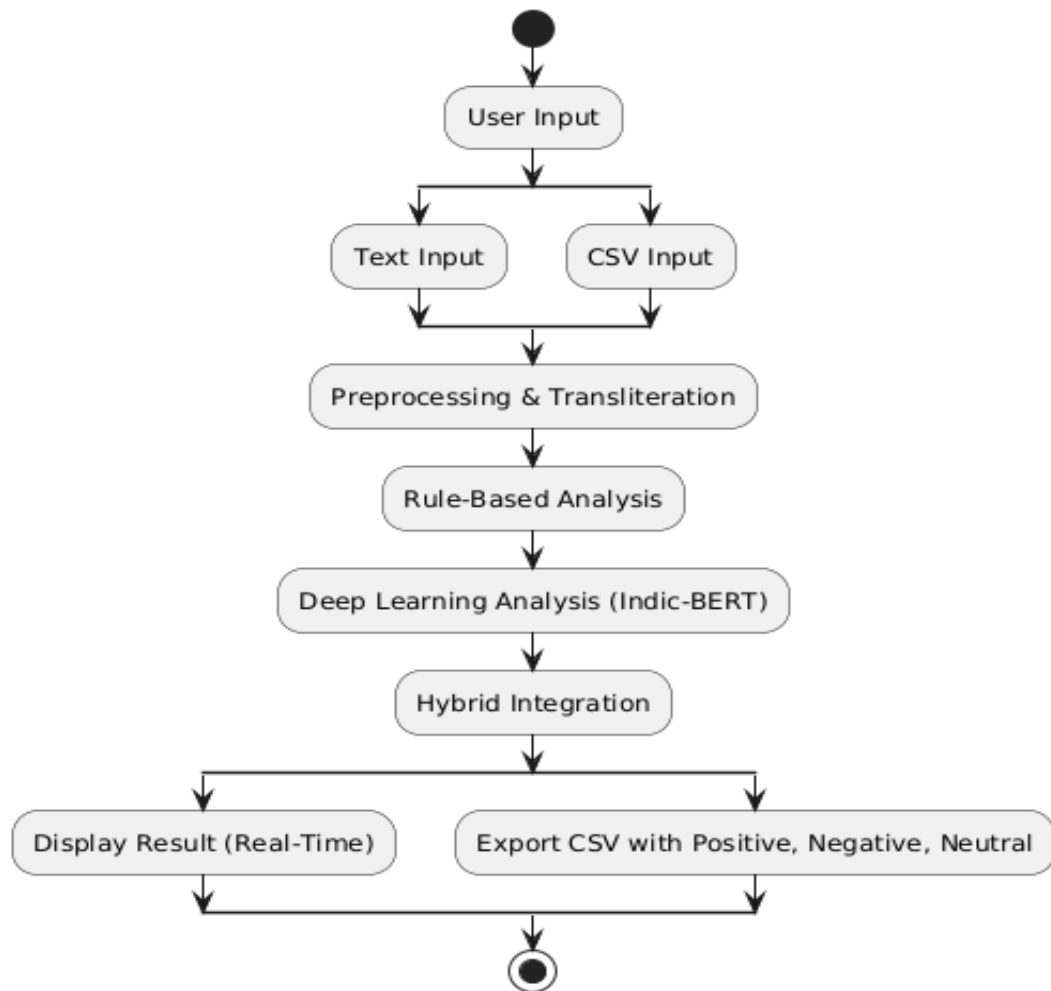 User Input
Text Input
CSV Input
Preprocessing & Transliteration
Rule-Based Analysis
Deep Learning Analysis (Indic-BERT)
Hybrid Integration
Display Result (Real-Time)
Export CSV with Positive, Negative, Neutral